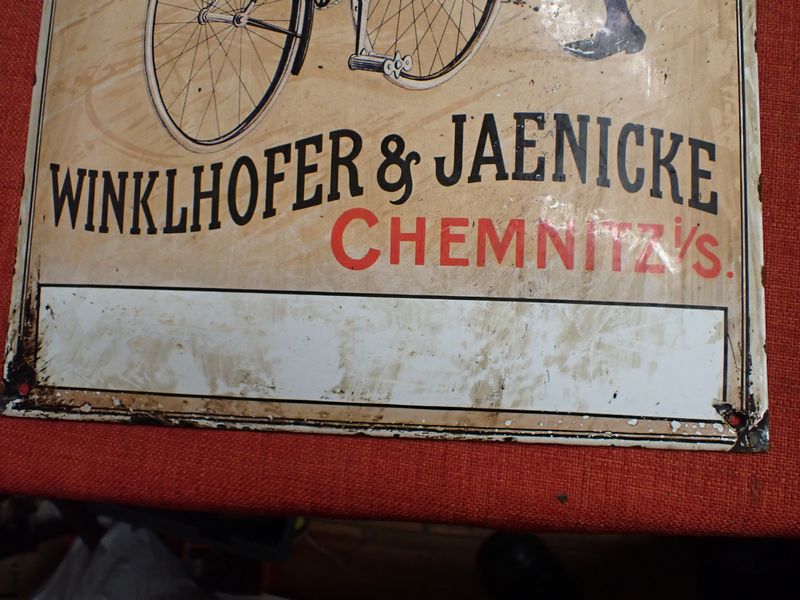 WINKLHOFER & JAENICKE
CHEMNITZ i/S.